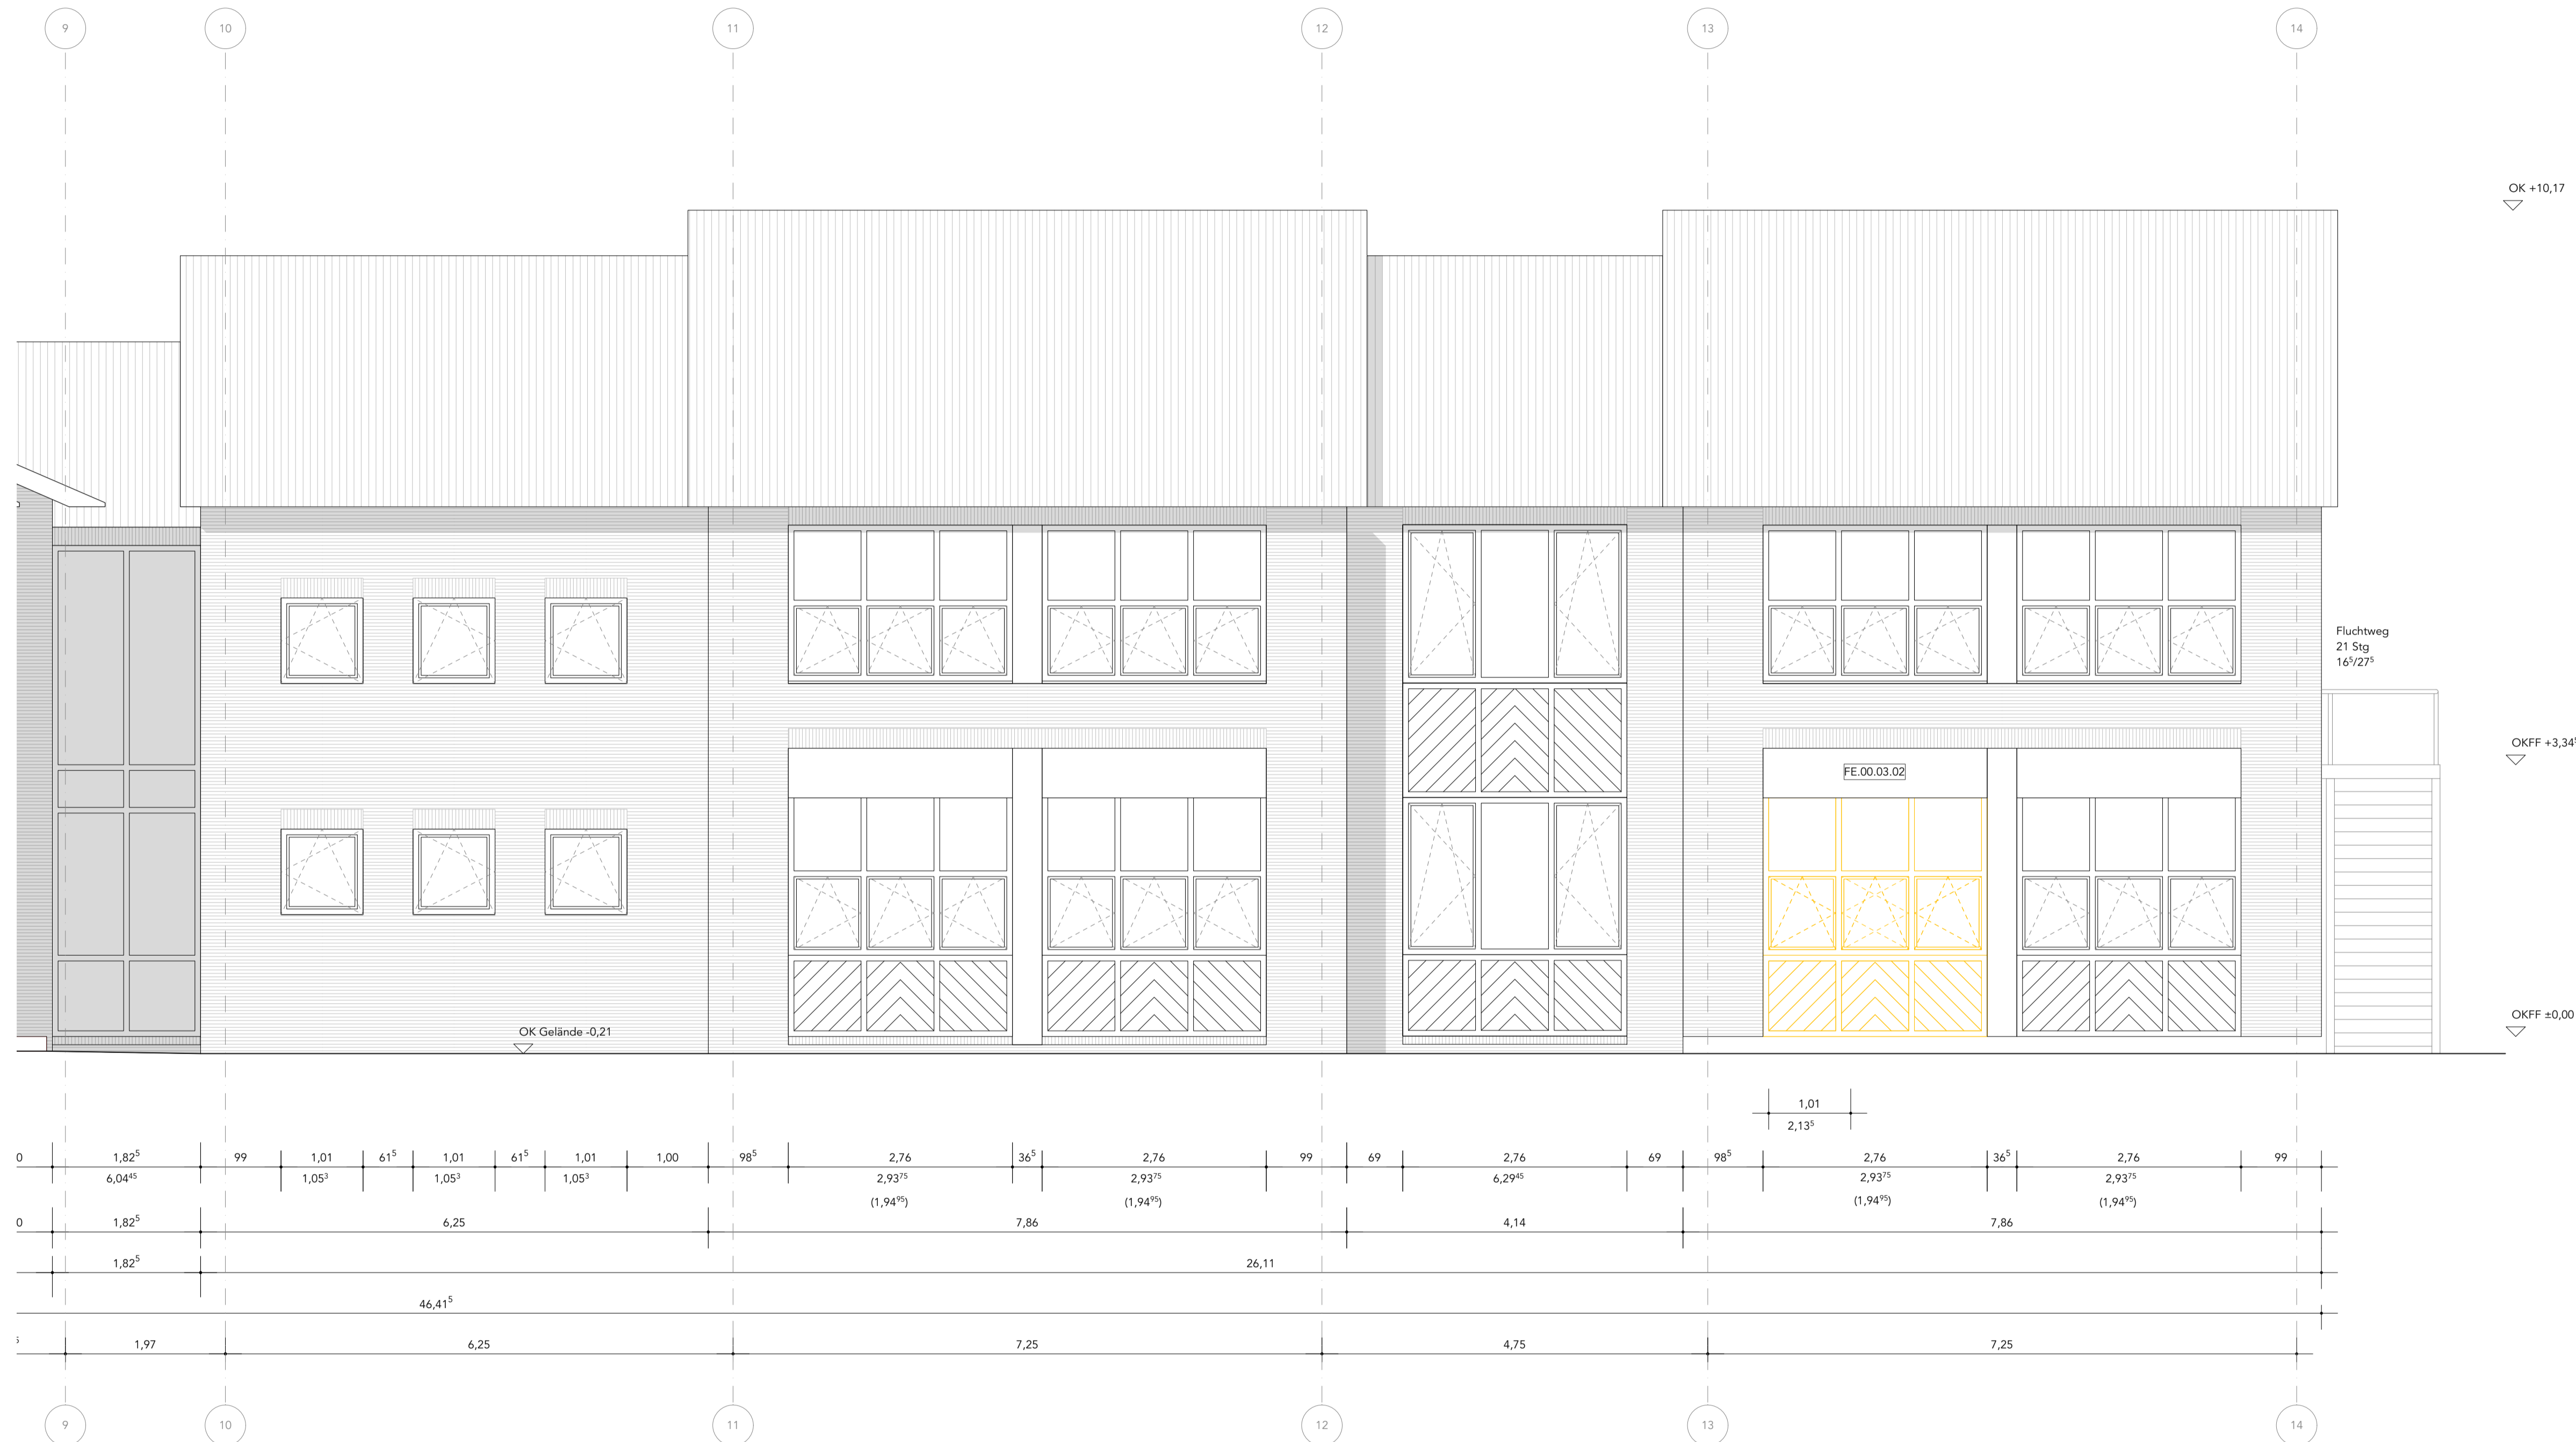 9 10 11 12 13 14
OK +10,17
Fluchtweg
21 Stg
16⁵/27⁵
OKFF +3,34⁵
FE.00.03.02
OKFF ±0,00
OK Gelände -0,21
1,01
2,13⁵
0 1,82⁵ 99 1,01 61⁵ 1,01 61⁵ 1,01 1,00 98⁵ 2,76 36⁵ 2,76 99 69 2,76 69 98⁵ 2,76 36⁵ 2,76 99
6,04⁴⁵ 1,05³ 1,05³ 1,05³ 2,93⁷⁵ 2,93⁷⁵ 6,29⁴⁵ 2,93⁷⁵ 2,93⁷⁵
(1,94⁹⁵) (1,94⁹⁵) (1,94⁹⁵) (1,94⁹⁵)
0 1,82⁵ 6,25 7,86 4,14 7,86
1,82⁵ 26,11
46,41⁵
5 1,97 6,25 7,25 4,75 7,25
9 10 11 12 13 14